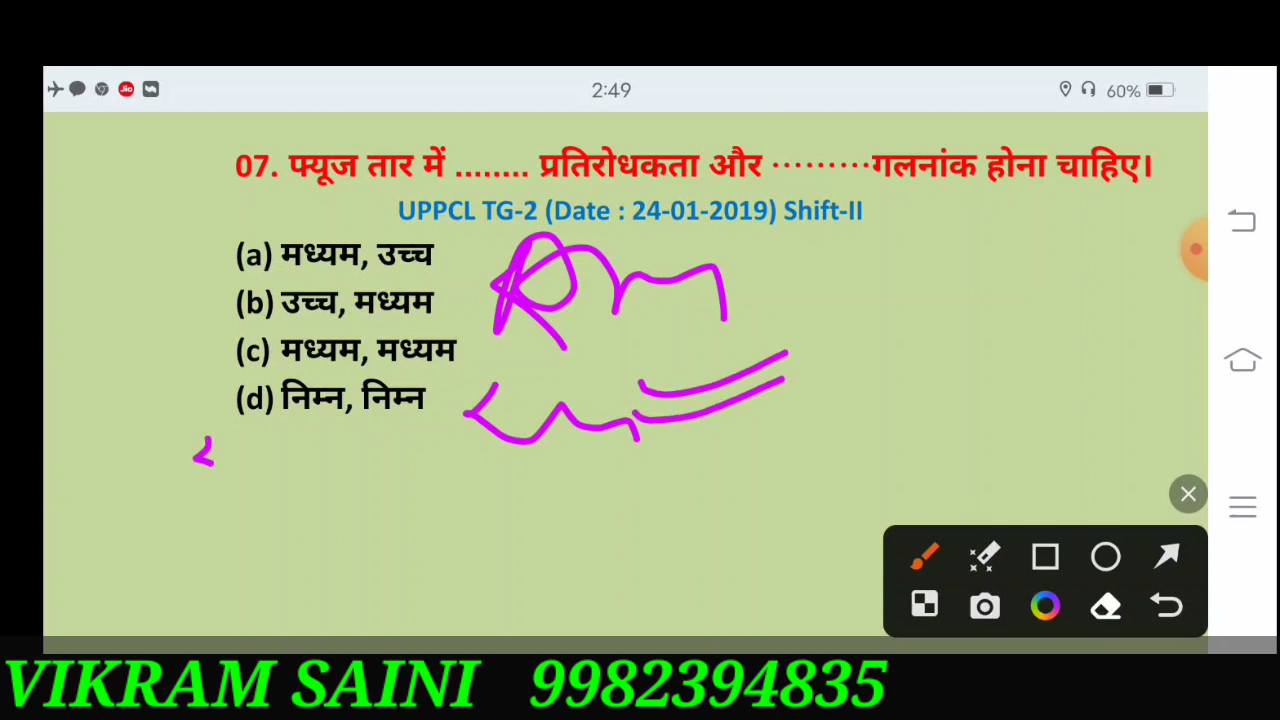 2:49
60%
07. फ्यूज तार में ........ प्रतिरोधकता और ·········गलनांक होना चाहिए।
UPPCL TG-2 (Date : 24-01-2019) Shift-II
(a) मध्यम, उच्च
(b) उच्च, मध्यम
(c) मध्यम, मध्यम
(d) निम्न, निम्न
VIKRAM SAINI 9982394835